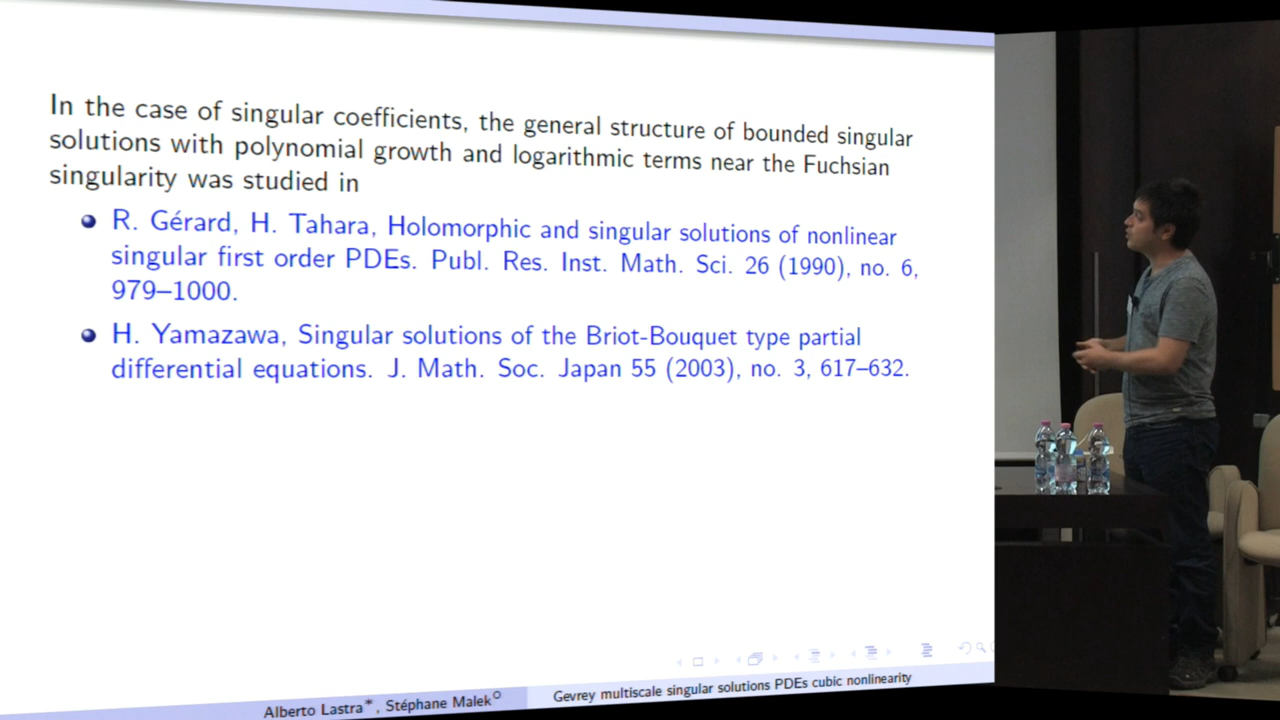 In the case of singular coefficients, the general structure of bounded singular
solutions with polynomial growth and logarithmic terms near the Fuchsian
singularity was studied in
R. Gérard, H. Tahara, Holomorphic and singular solutions of nonlinear
singular first order PDEs. Publ. Res. Inst. Math. Sci. 26 (1990), no. 6,
979–1000.
H. Yamazawa, Singular solutions of the Briot-Bouquet type partial
differential equations. J. Math. Soc. Japan 55 (2003), no. 3, 617–632.
Alberto Lastra*, Stéphane Malek○
Gevrey multiscale singular solutions PDEs cubic nonlinearity